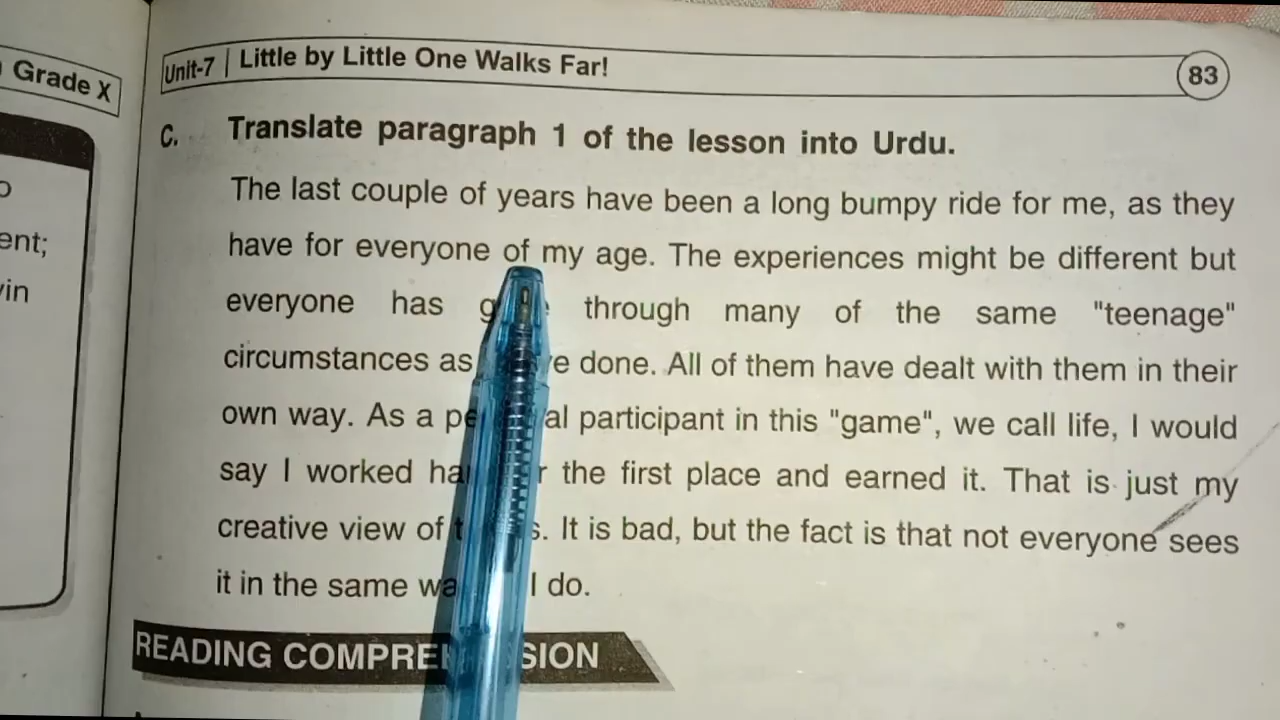 Grade X
Unit-7 | Little by Little One Walks Far!
83
ent;
C. Translate paragraph 1 of the lesson into Urdu.
The last couple of years have been a long bumpy ride for me, as they
have for everyone of my age. The experiences might be different but
everyone has through many of the same "teenage"
circumstances as done. All of them have dealt with them in their
own way. As a participant in this "game", we call life, I would
say I worked the first place and earned it. That is just my
creative view of It is bad, but the fact is that not everyone sees
it in the same I do.
READING COMPREHENSION